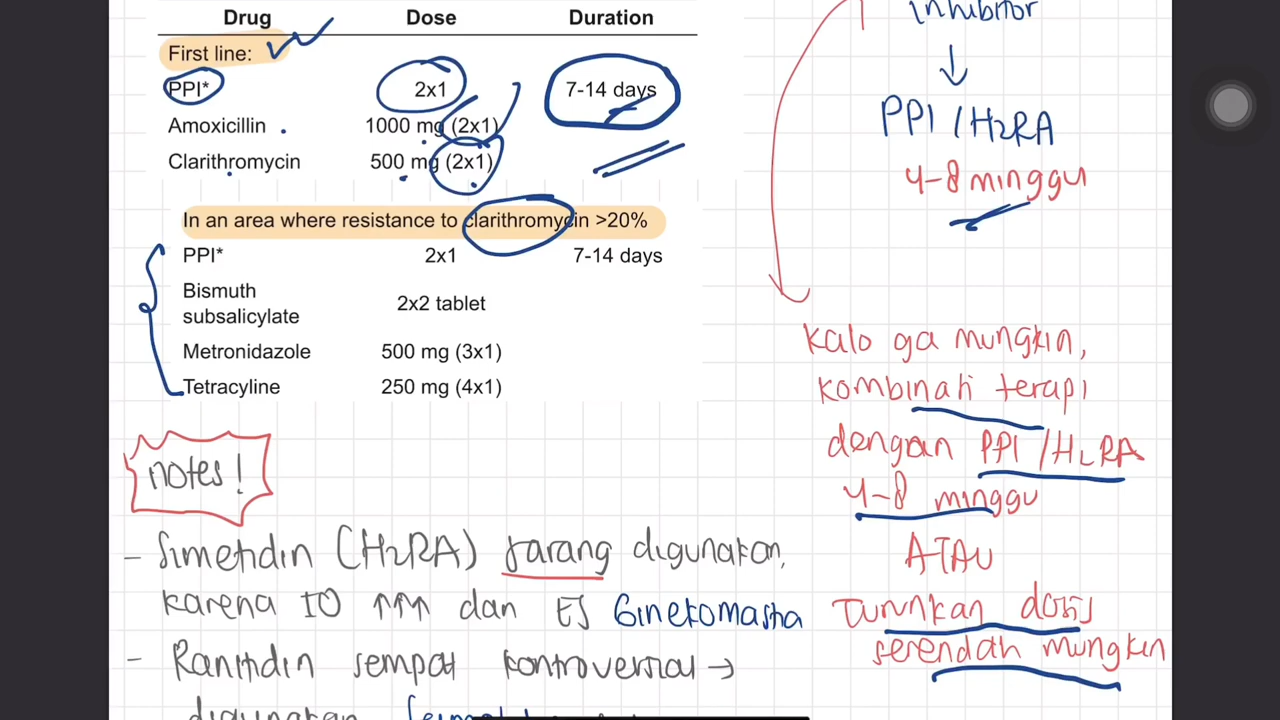 Drug Dose Duration
First line:
PPI* 2x1 7-14 days
Amoxicillin 1000 mg (2x1)
Clarithromycin 500 mg (2x1)
In an area where resistance to clarithromycin >20%
PPI* 2x1 7-14 days
Bismuth
subsalicylate 2x2 tablet
Metronidazole 500 mg (3x1)
Tetracyline 250 mg (4x1)
notes!
- Simetidin (H2RA) jarang digunakan,
karena IO ↑↑↑ dan ES Ginekomastia
- Ranitidin sempat kontroversial →
digunakan
inhibitor
↓
PPI/H2RA
4-8 minggu
kalo ga mungkin,
kombinasi terapi
dengan PPI/H2RA
4-8 minggu
ATAU
Turunkan dosis
serendah mungkin